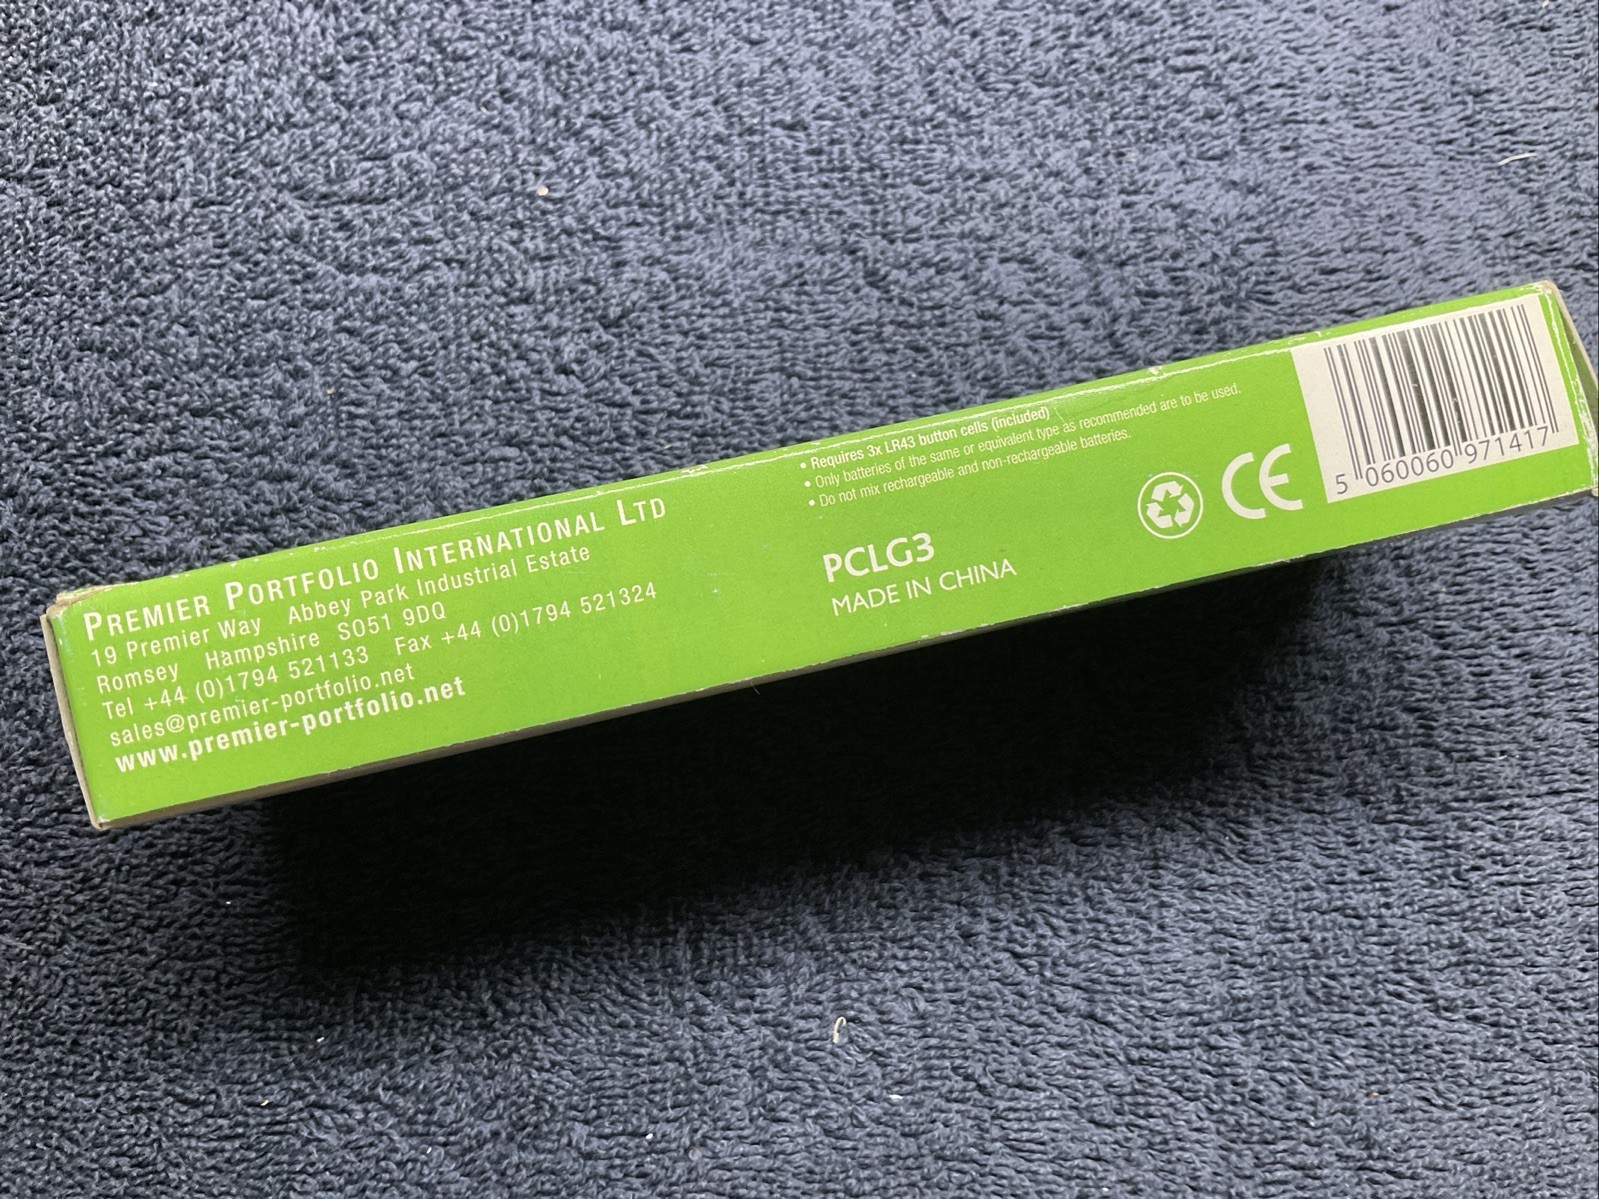 PREMIER PORTFOLIO INTERNATIONAL LTD
19 Premier Way Abbey Park Industrial Estate
Romsey Hampshire SO51 9DQ
Tel +44 (0)1794 521133 Fax +44 (0)1794 521324
sales@premier-portfolio.net
www.premier-portfolio.net
• Requires 3x LR43 button cells (included)
• Only batteries of the same or equivalent type as recommended are to be used.
• Do not mix rechargeable and non-rechargeable batteries.
PCLG3
MADE IN CHINA
CE
5 060060 971417